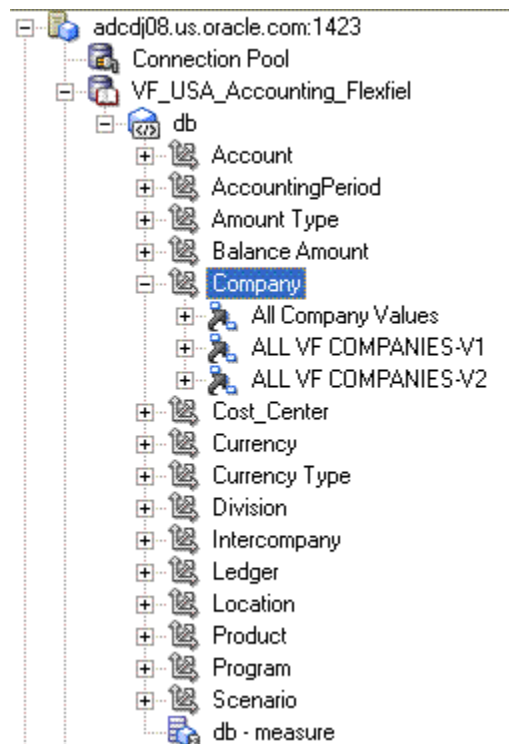 adcdj08.us.oracle.com:1423
Connection Pool
VF_USA_Accounting_Flexfiel
db
Account
AccountingPeriod
Amount Type
Balance Amount
Company
All Company Values
ALL VF COMPANIES-V1
ALL VF COMPANIES-V2
Cost_Center
Currency
Currency Type
Division
Intercompany
Ledger
Location
Product
Program
Scenario
db - measure